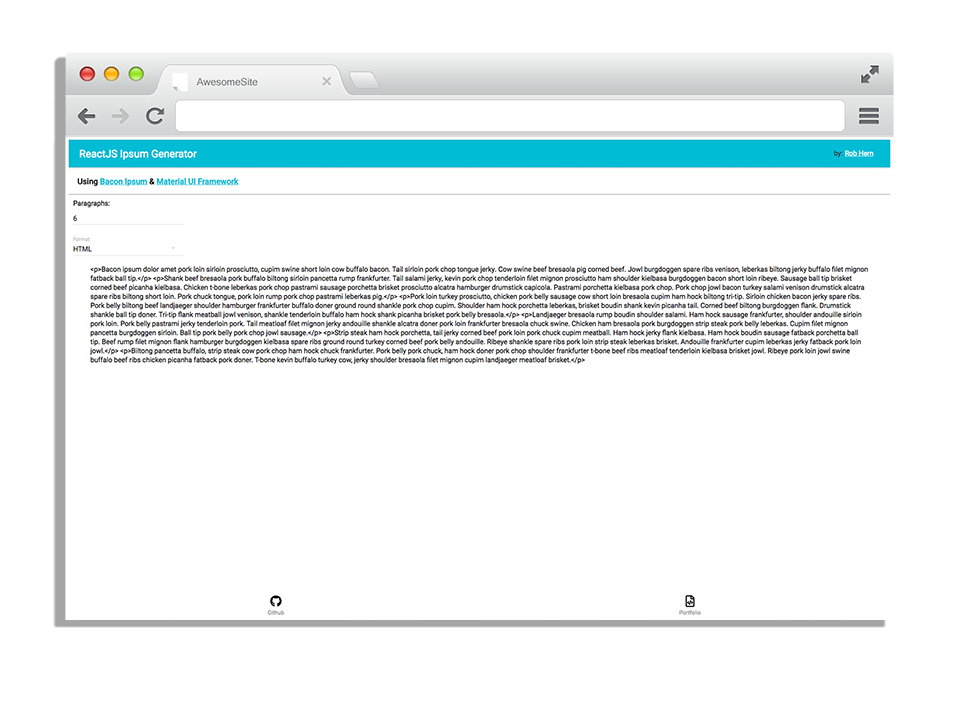 AwesomeSite
ReactJS Ipsum Generator
by: Rob Hern
Using Bacon Ipsum & Material UI Framework
Paragraphs:
6
Format
HTML
<p>Bacon ipsum dolor amet pork loin sirloin prosciutto, cupim swine short loin cow buffalo bacon. Tail sirloin pork chop tongue jerky. Cow swine beef bresaola pig corned beef. Jowl burgdoggen spare ribs venison, leberkas biltong jerky buffalo filet mignon
fatback ball tip.</p> <p>Shank beef bresaola pork buffalo biltong sirloin pancetta rump frankfurter. Tail salami jerky, kevin pork chop tenderloin filet mignon prosciutto ham shoulder kielbasa burgdoggen bacon short loin ribeye. Sausage ball tip brisket
corned beef picanha kielbasa. Chicken t-bone leberkas pork chop pastrami sausage porchetta brisket prosciutto alcatra hamburger drumstick capicola. Pastrami porchetta kielbasa pork chop. Pork chop jowl bacon turkey salami venison drumstick alcatra
spare ribs biltong short loin. Pork chuck tongue, pork loin rump pork chop pastrami leberkas pig.</p> <p>Pork loin turkey prosciutto, chicken pork belly sausage cow short loin bresaola cupim ham hock biltong tri-tip. Sirloin chicken bacon jerky spare ribs.
Pork belly biltong beef landjaeger shoulder hamburger frankfurter buffalo doner ground round shankle pork chop cupim. Shoulder ham hock porchetta leberkas, brisket boudin shank kevin picanha tail. Corned beef biltong burgdoggen flank. Drumstick
shankle ball tip doner. Tri-tip flank meatball jowl venison, shankle tenderloin buffalo ham hock shank picanha brisket pork belly bresaola.</p> <p>Landjaeger bresaola rump boudin shoulder salami. Ham hock sausage frankfurter, shoulder andouille sirloin
pork loin. Pork belly pastrami jerky tenderloin pork. Tail meatloaf filet mignon jerky andouille shankle alcatra doner pork loin frankfurter bresaola chuck swine. Chicken ham bresaola pork burgdoggen strip steak pork belly leberkas. Cupim filet mignon
pancetta burgdoggen sirloin. Ball tip pork belly pork chop jowl sausage.</p> <p>Strip steak ham hock porchetta, tail jerky corned beef pork loin pork chuck cupim meatball. Ham hock jerky flank kielbasa. Ham hock boudin sausage fatback porchetta ball
tip. Beef rump filet mignon flank hamburger burgdoggen kielbasa spare ribs ground round turkey corned beef pork belly andouille. Ribeye shankle spare ribs pork loin strip steak leberkas brisket. Andouille frankfurter cupim leberkas jerky fatback pork loin
jowl.</p> <p>Biltong pancetta buffalo, strip steak cow pork chop ham hock chuck frankfurter. Pork belly pork chuck, ham hock doner pork chop shoulder frankfurter t-bone beef ribs meatloaf tenderloin kielbasa brisket jowl. Ribeye pork loin jowl swine
buffalo beef ribs chicken picanha fatback pork doner. T-bone kevin buffalo turkey cow, jerky shoulder bresaola filet mignon cupim landjaeger meatloaf brisket.</p>
Github
Portfolio